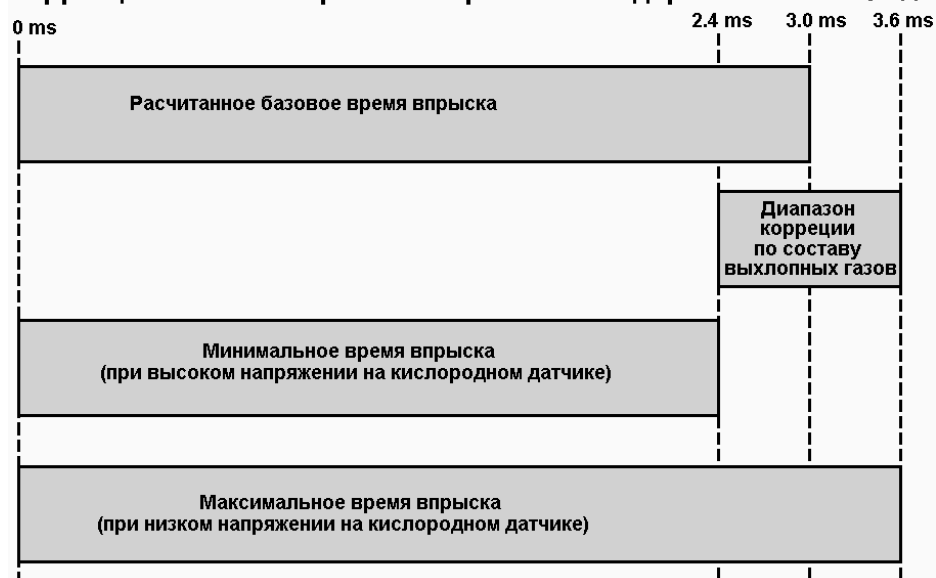 0 ms
2.4 ms 3.0 ms 3.6 ms
Расчитанное базовое время впрыска
Диапазон
корреции
по составу
выхлопных газов
Минимальное время впрыска
(при высоком напряжении на кислородном датчике)
Максимальное время впрыска
(при низком напряжении на кислородном датчике)